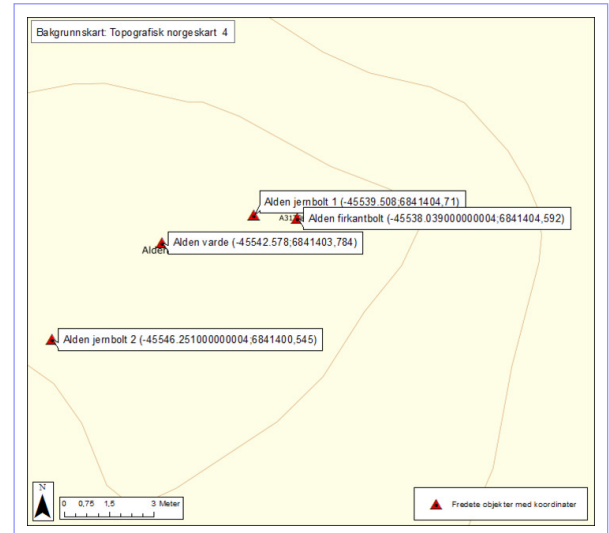 Bakgrunnskart: Topografisk norgeskart 4
Alden jernbolt 1 (-45539.508;6841404,71)
Alden firkantbolt (-45538.039000000004;6841404,592)
Alden varde (-45542.578;6841403,784)
Alden
Alden jernbolt 2 (-45546.251000000004;6841400,545)
N
0 0,75 1,5 3 Meter
Fredete objekter med koordinater